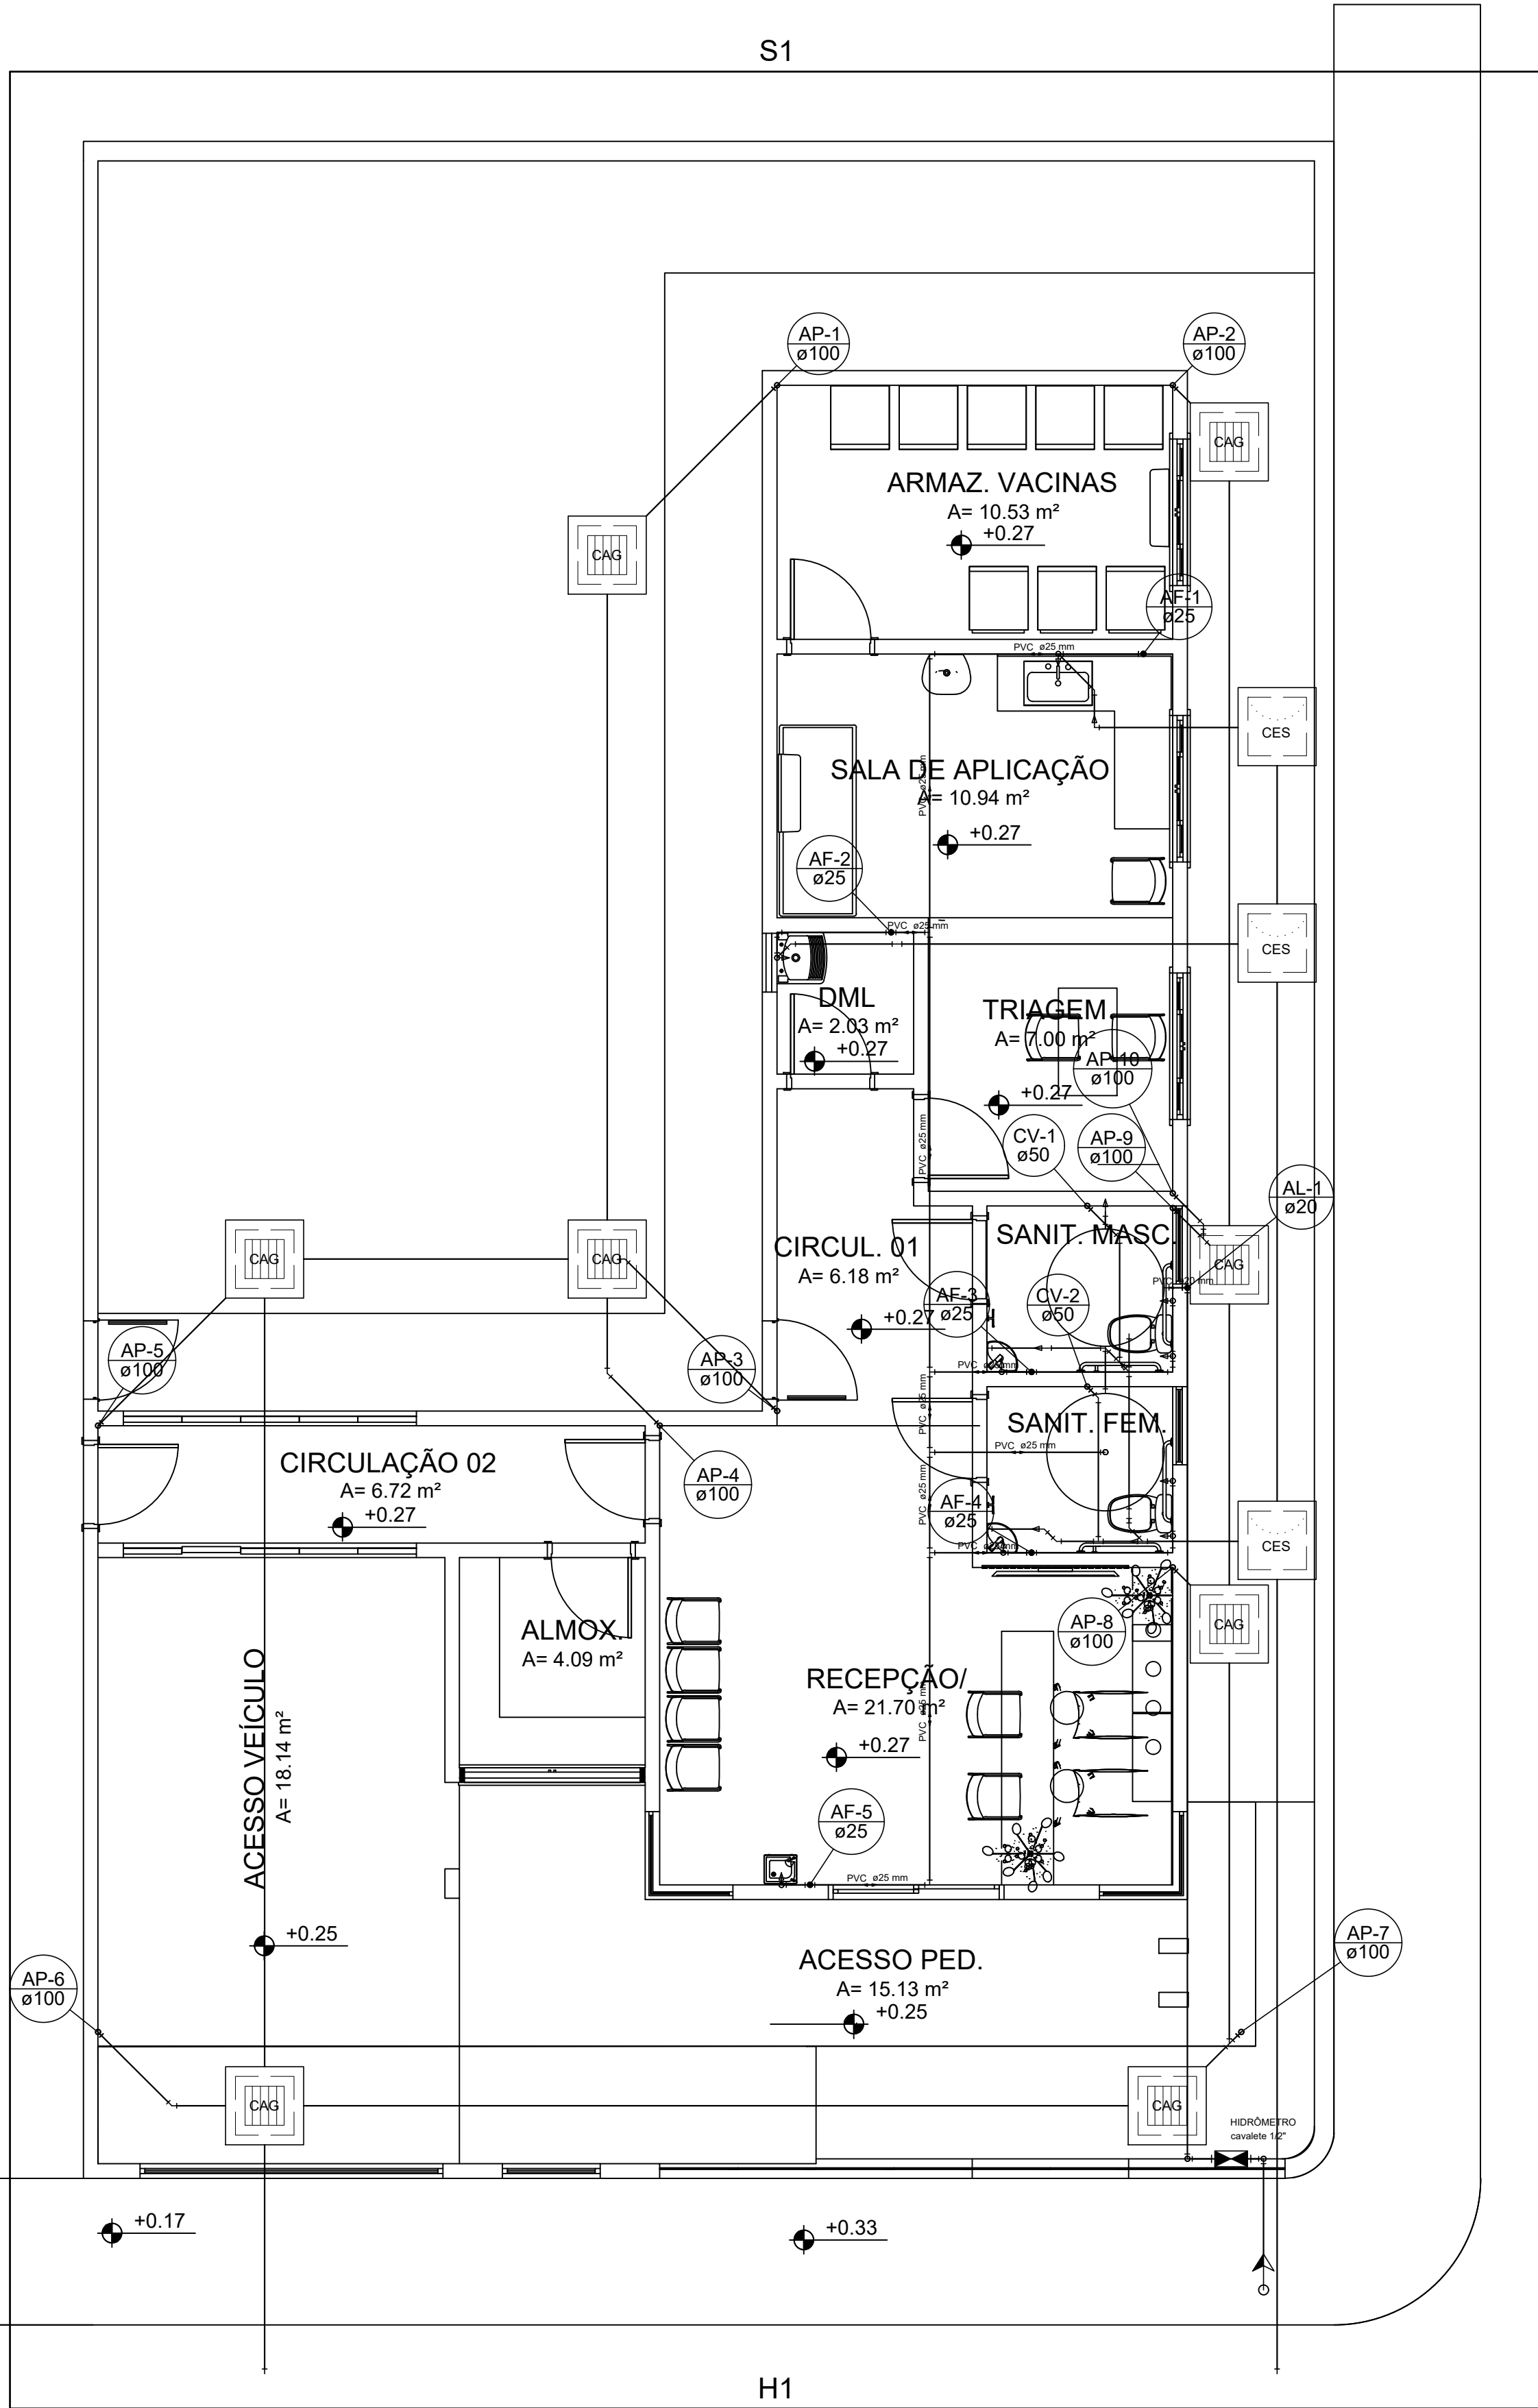 S1
AP-1
ø100
AP-2
ø100
CAG
ARMAZ. VACINAS
A= 10.53 m²
+0.27
CAG
AF-1
ø25
PVC ø25 mm
CES
SALA DE APLICAÇÃO
A= 10.94 m²
PVC ø25 mm
+0.27
AF-2
ø25
PVC ø25 mm
CES
DML
A= 2.03 m²
+0.27
TRIAGEM
A= 7.00 m²
AP-10
ø100
+0.27
PVC ø25 mm
CV-1
ø50
AP-9
ø100
AL-1
ø20
CAG
CAG
CIRCUL. 01
A= 6.18 m²
+0.27
SANIT. MASC.
CAG
PVC ø20 mm
AF-3
ø25
CV-2
ø50
AP-5
ø100
AP-3
ø100
PVC ø25 mm
PVC ø25 mm
SANIT. FEM.
PVC ø25 mm
CIRCULAÇÃO 02
A= 6.72 m²
+0.27
AP-4
ø100
PVC ø25 mm
AF-4
ø25
PVC ø25 mm
CES
ALMOX.
A= 4.09 m²
AP-8
ø100
CAG
ACESSO VEÍCULO
A= 18.14 m²
RECEPÇÃO/
A= 21.70 m²
PVC ø25 mm
+0.27
AF-5
ø25
PVC ø25 mm
+0.25
ACESSO PED.
A= 15.13 m²
+0.25
AP-6
ø100
AP-7
ø100
CAG
CAG
HIDRÔMETRO
cavalete 1/2"
+0.17
+0.33
H1